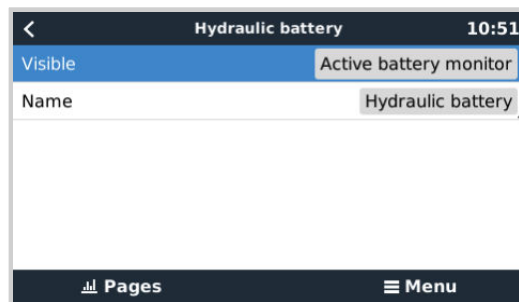 Hydraulic battery 10:51
Visible Active battery monitor
Name Hydraulic battery
Pages Menu